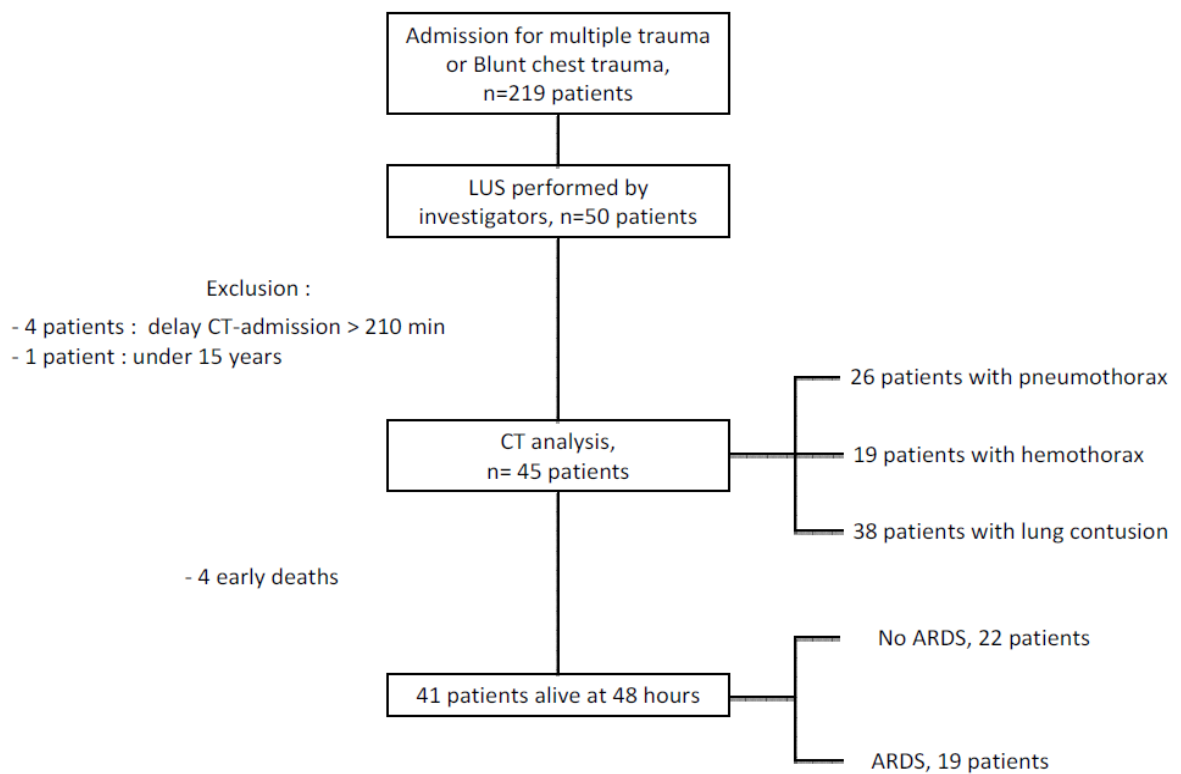 Admission for multiple trauma
or Blunt chest trauma,
n=219 patients
LUS performed by
investigators, n=50 patients
Exclusion :
- 4 patients :  delay CT-admission > 210 min
- 1 patient : under 15 years
CT analysis,
n= 45 patients
26 patients with pneumothorax
19 patients with hemothorax
38 patients with lung contusion
- 4 early deaths
41 patients alive at 48 hours
No ARDS, 22 patients
ARDS, 19 patients